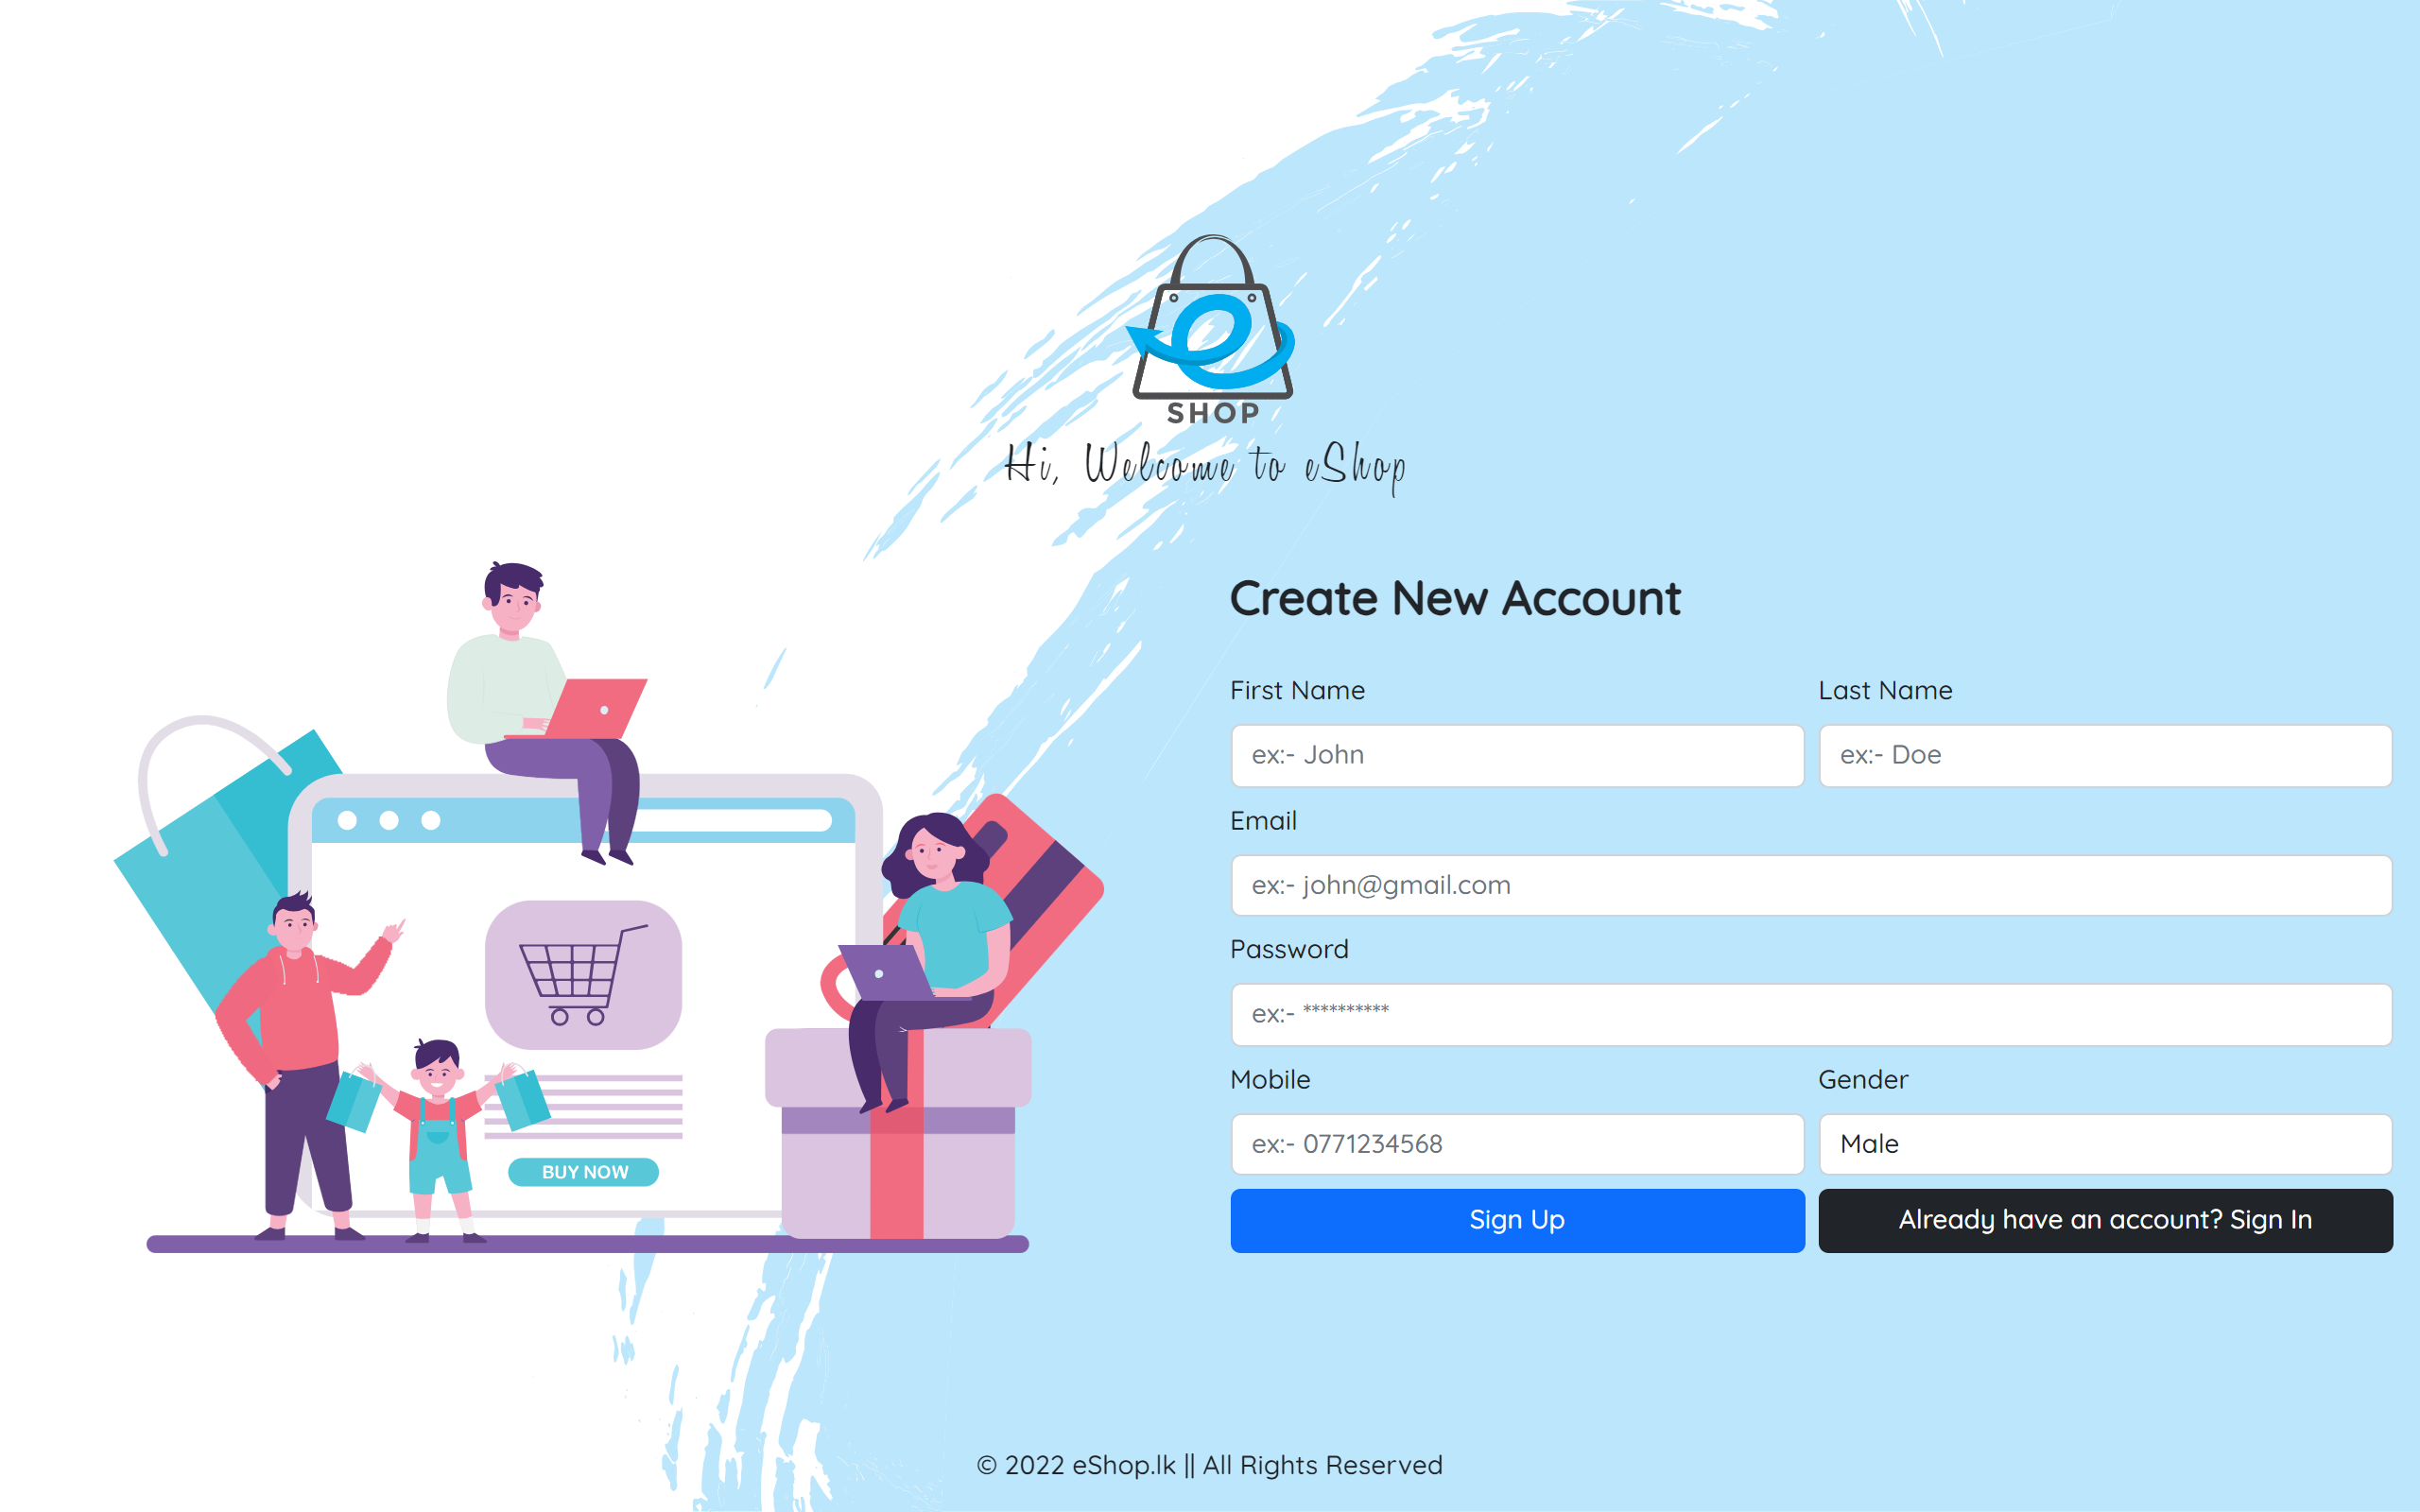 SHOP
Hi, Welcome to eShop
Create New Account
First Name Last Name
ex:- John ex:- Doe
Email
ex:- john@gmail.com
Password
ex:- **********
Mobile Gender
ex:- 0771234568 Male
Sign Up Already have an account? Sign In
BUY NOW
© 2022 eShop.lk || All Rights Reserved